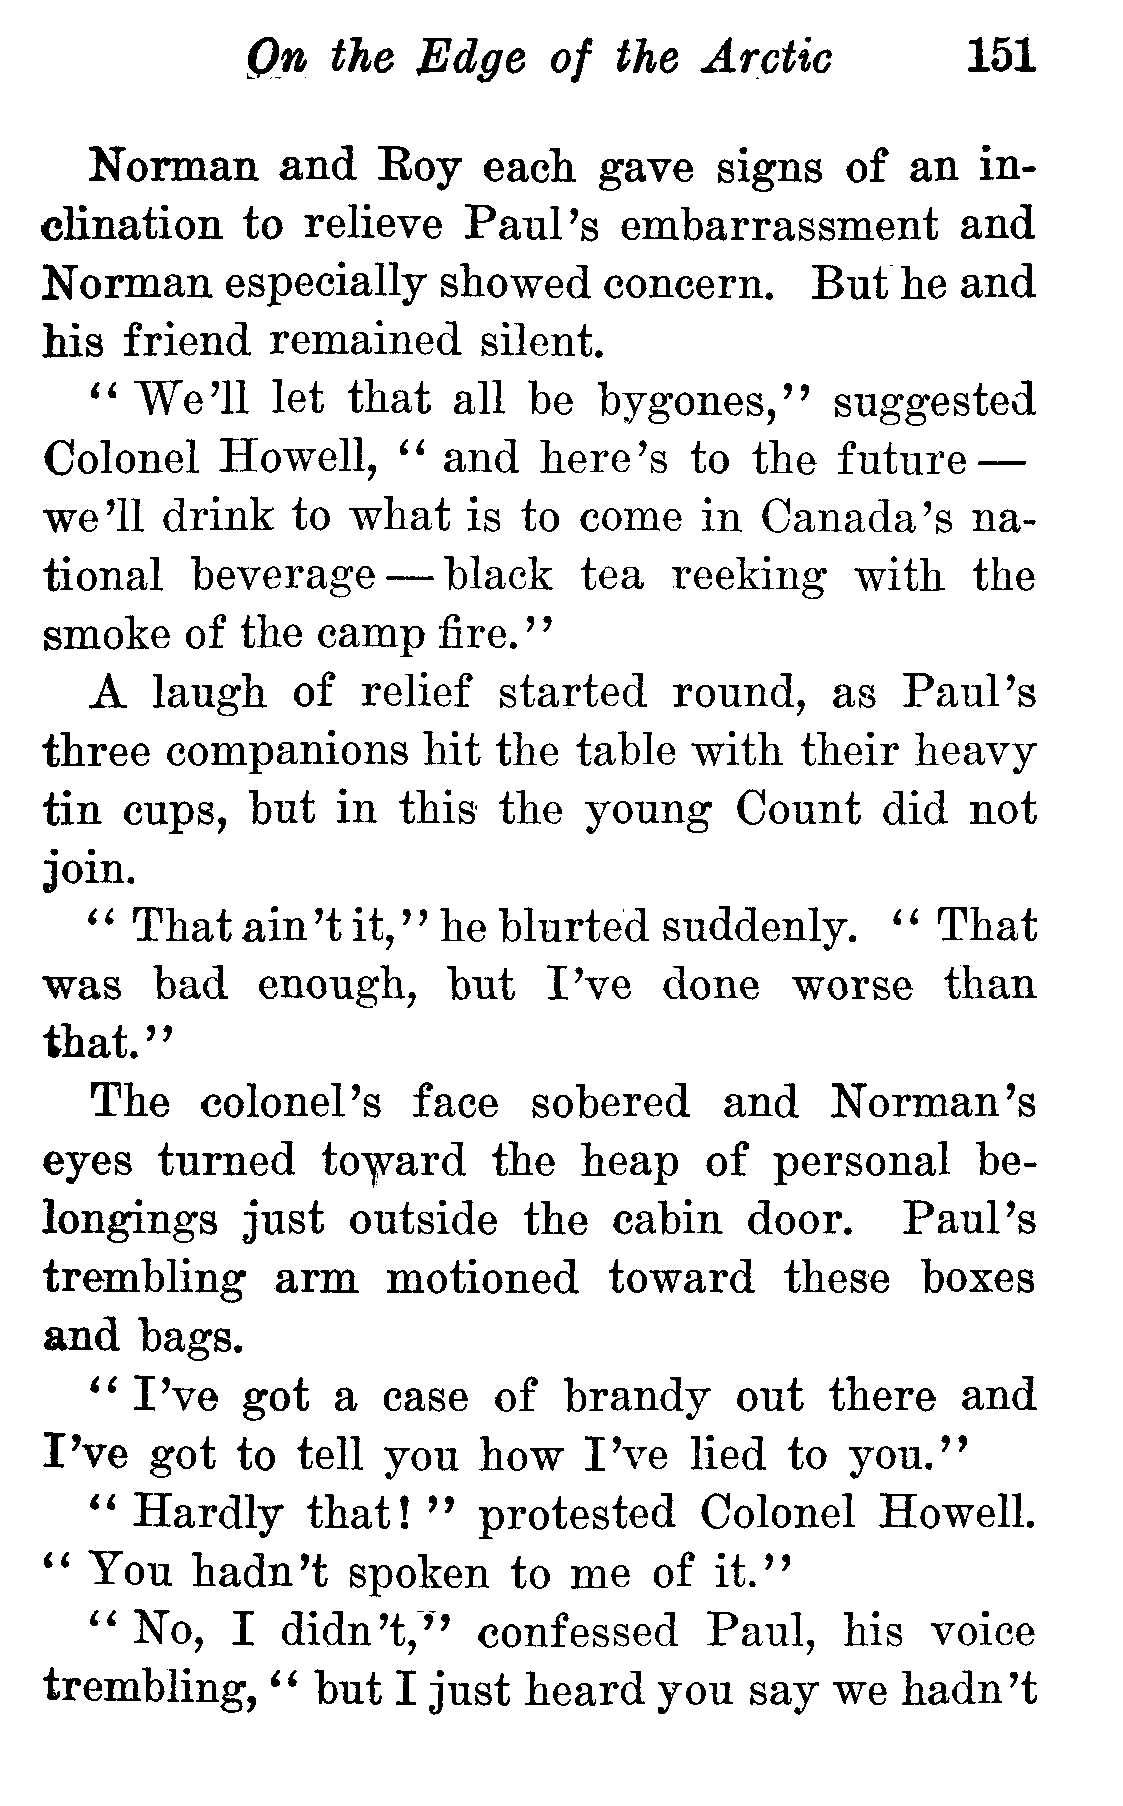 On the Edge of the Arctic 151
Norman and Roy each gave signs of an in-
clination to relieve Paul's embarrassment and
Norman especially showed concern. But he and
his friend remained silent.
"We'll let that all be bygones," suggested
Colonel Howell, "and here's to the future—
we'll drink to what is to come in Canada's na-
tional beverage—black tea reeking with the
smoke of the camp fire."
A laugh of relief started round, as Paul's
three companions hit the table with their heavy
tin cups, but in this the young Count did not
join.
"That ain't it," he blurted suddenly. "That
was bad enough, but I've done worse than
that."
The colonel's face sobered and Norman's
eyes turned toward the heap of personal be-
longings just outside the cabin door. Paul's
trembling arm motioned toward these boxes
and bags.
"I've got a case of brandy out there and
I've got to tell you how I've lied to you."
"Hardly that!" protested Colonel Howell.
"You hadn't spoken to me of it."
"No, I didn't," confessed Paul, his voice
trembling, "but I just heard you say we hadn't